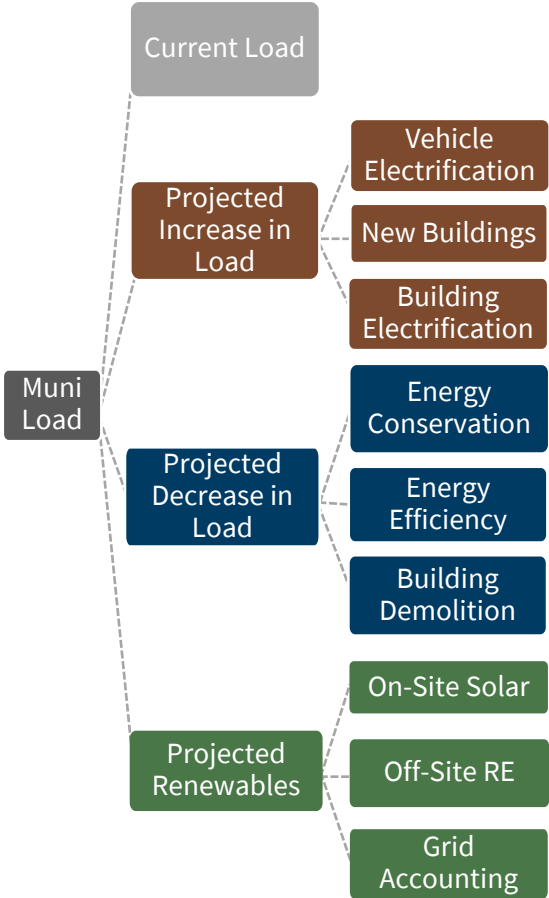 Current Load
Vehicle
Electrification
Projected
Increase in
Load
New Buildings
Building
Electrification
Muni
Load
Energy
Conservation
Projected
Decrease in
Load
Energy
Efficiency
Building
Demolition
On-Site Solar
Projected
Renewables
Off-Site RE
Grid
Accounting